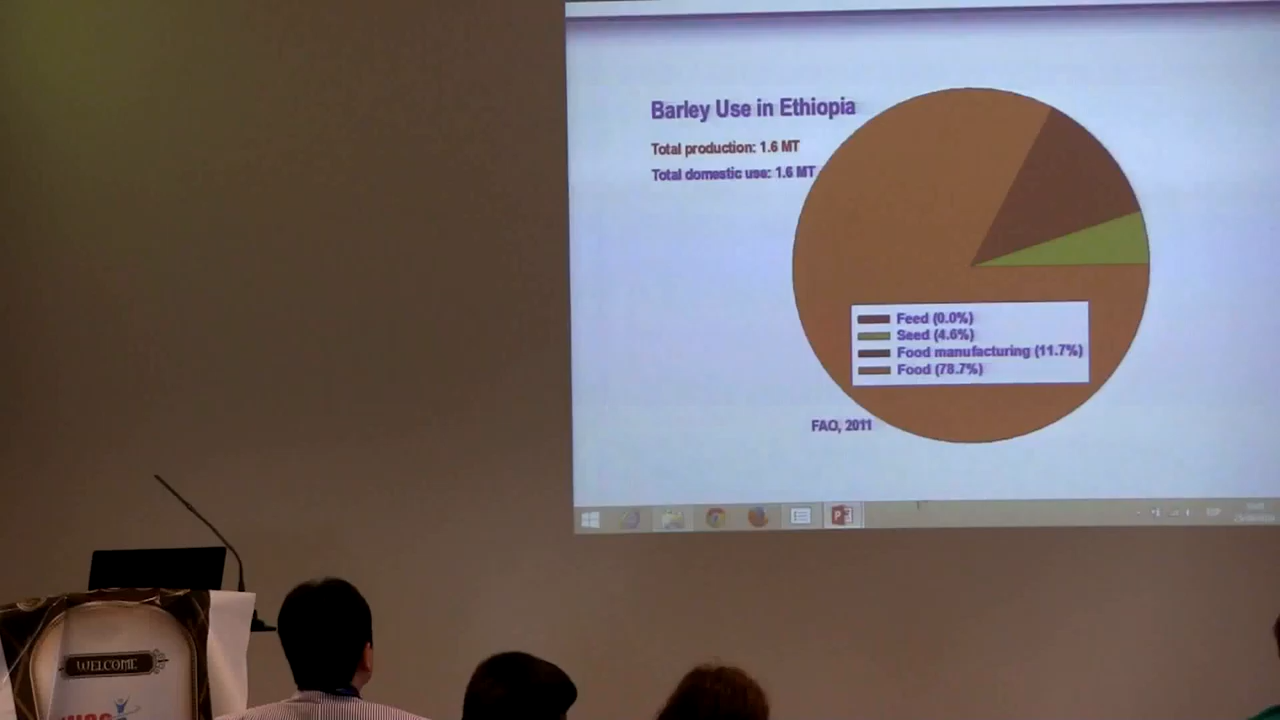 Barley Use in Ethiopia
Total production: 1.6 MT
Total domestic use: 1.6 MT
Feed (0.0%)
Seed (4.6%)
Food manufacturing (11.7%)
Food (78.7%)
FAO, 2011
WELCOME